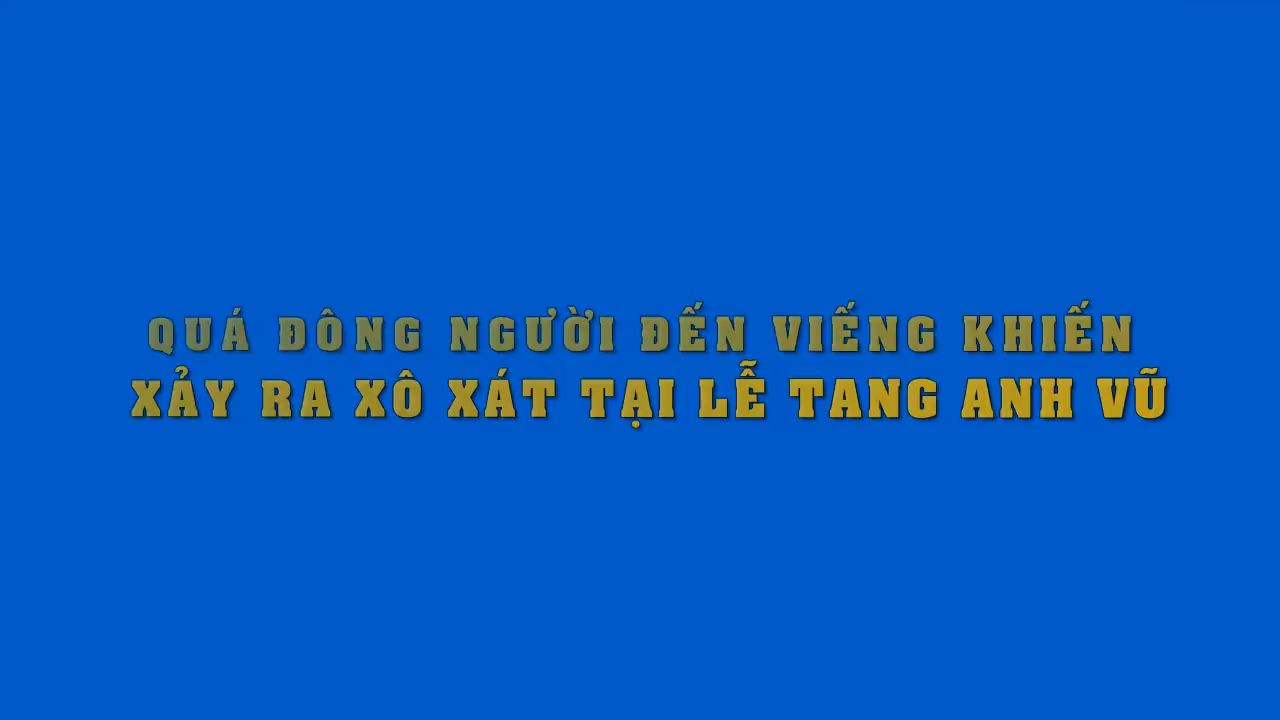 QUÁ ĐÔNG NGƯỜI ĐẾN VIẾNG KHIẾN
XẢY RA XÔ XÁT TẠI LỄ TANG ANH VŨ